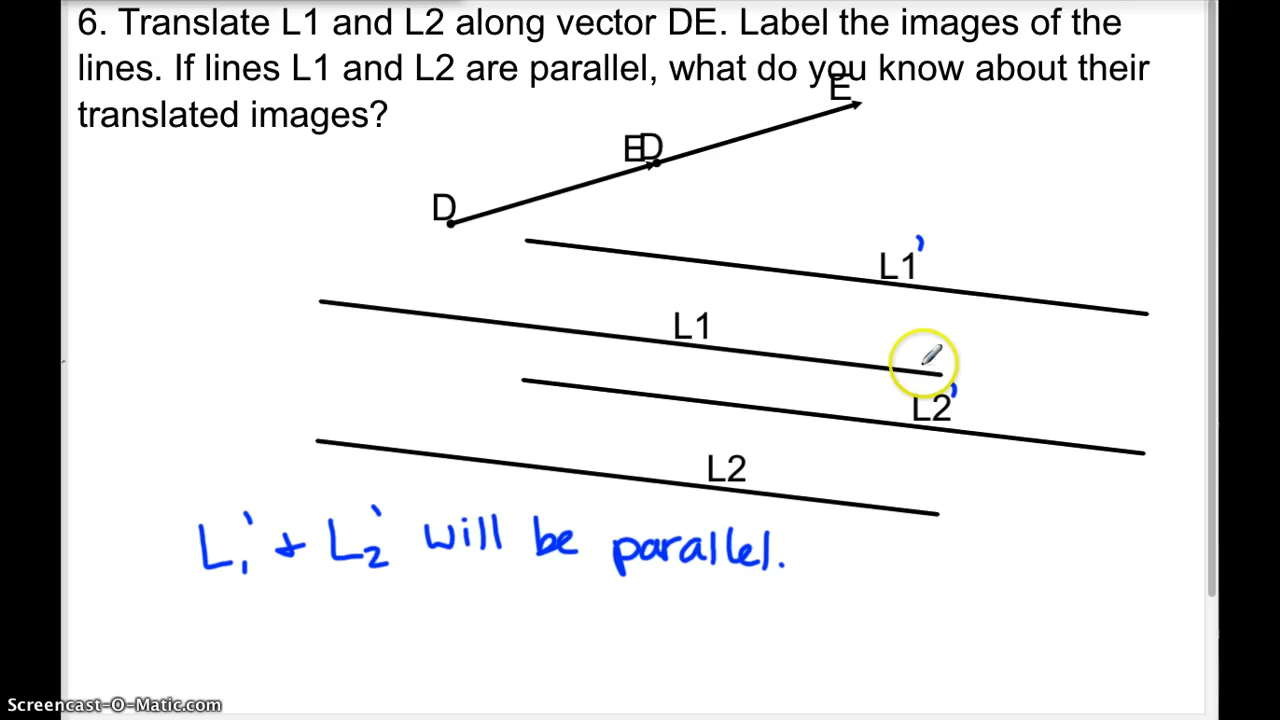 6. Translate L1 and L2 along vector DE. Label the images of the
lines. If lines L1 and L2 are parallel, what do you know about their
translated images?
E
E D
D
L1'
L1
L2'
L2
L1' + L2' will be parallel.
Screencast-O-Matic.com